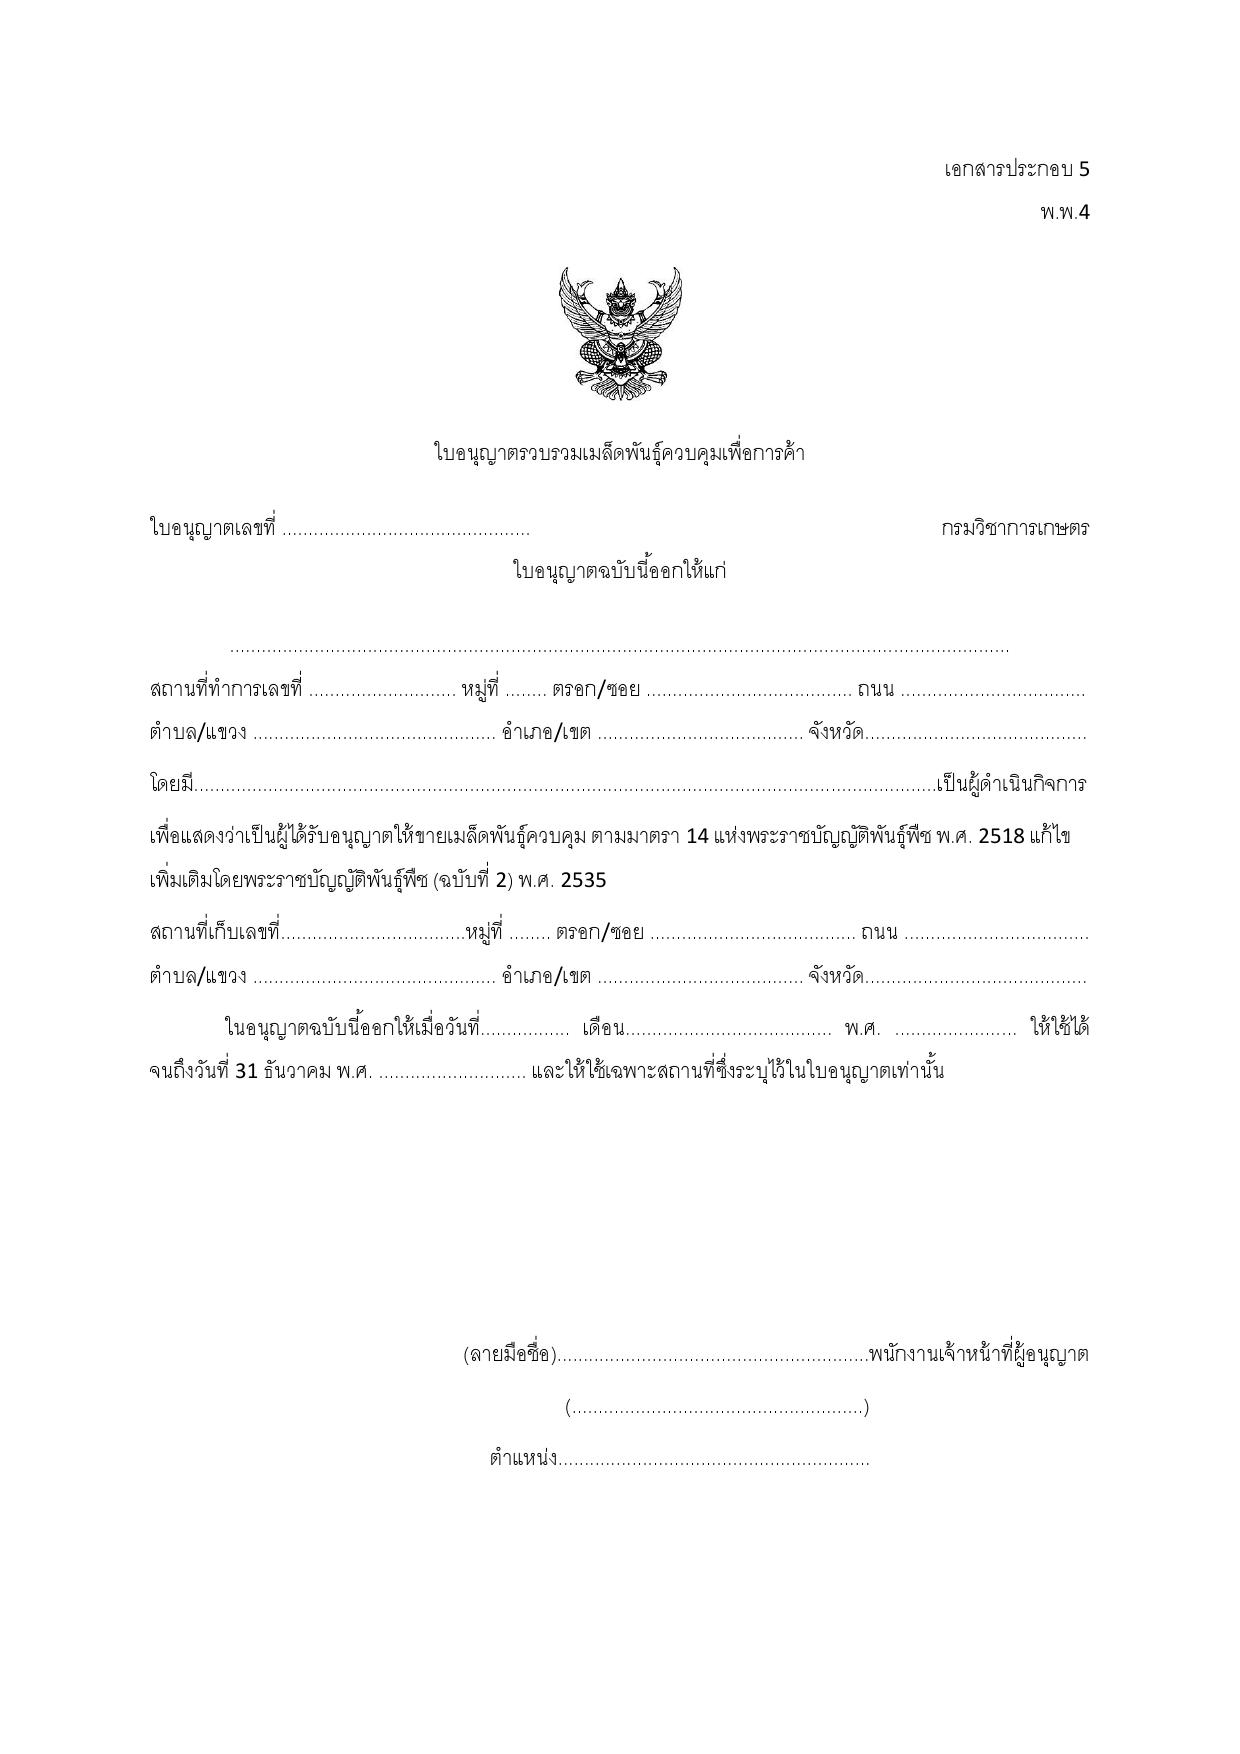 เอกสารประกอบ 5
พ.พ.4
ใบอนุญาตรวบรวมเมล็ดพันธุ์ควบคุมเพื่อการค้า
ใบอนุญาตเลขที่ ............................................... กรมวิชาการเกษตร
ใบอนุญาตฉบับนี้ออกให้แก่
....................................................................................................................................................
สถานที่ทำการเลขที่ ............................ หมู่ที่ ........ ตรอก/ซอย ....................................... ถนน ...................................
ตำบล/แขวง .............................................. อำเภอ/เขต ....................................... จังหวัด..........................................
โดยมี.............................................................................................................................................เป็นผู้ดำเนินกิจการ
เพื่อแสดงว่าเป็นผู้ได้รับอนุญาตให้ขายเมล็ดพันธุ์ควบคุม ตามมาตรา 14 แห่งพระราชบัญญัติพันธุ์พืช พ.ศ. 2518 แก้ไข
เพิ่มเติมโดยพระราชบัญญัติพันธุ์พืช (ฉบับที่ 2) พ.ศ. 2535
สถานที่เก็บเลขที่...................................หมู่ที่ ........ ตรอก/ซอย ....................................... ถนน ...................................
ตำบล/แขวง .............................................. อำเภอ/เขต ....................................... จังหวัด..........................................
ในอนุญาตฉบับนี้ออกให้เมื่อวันที่................. เดือน....................................... พ.ศ. ....................... ให้ใช้ได้
จนถึงวันที่ 31 ธันวาคม พ.ศ. ............................ และให้ใช้เฉพาะสถานที่ซึ่งระบุไว้ในใบอนุญาตเท่านั้น
(ลายมือชื่อ)...........................................................พนักงานเจ้าหน้าที่ผู้อนุญาต
(.......................................................)
ตำแหน่ง...........................................................